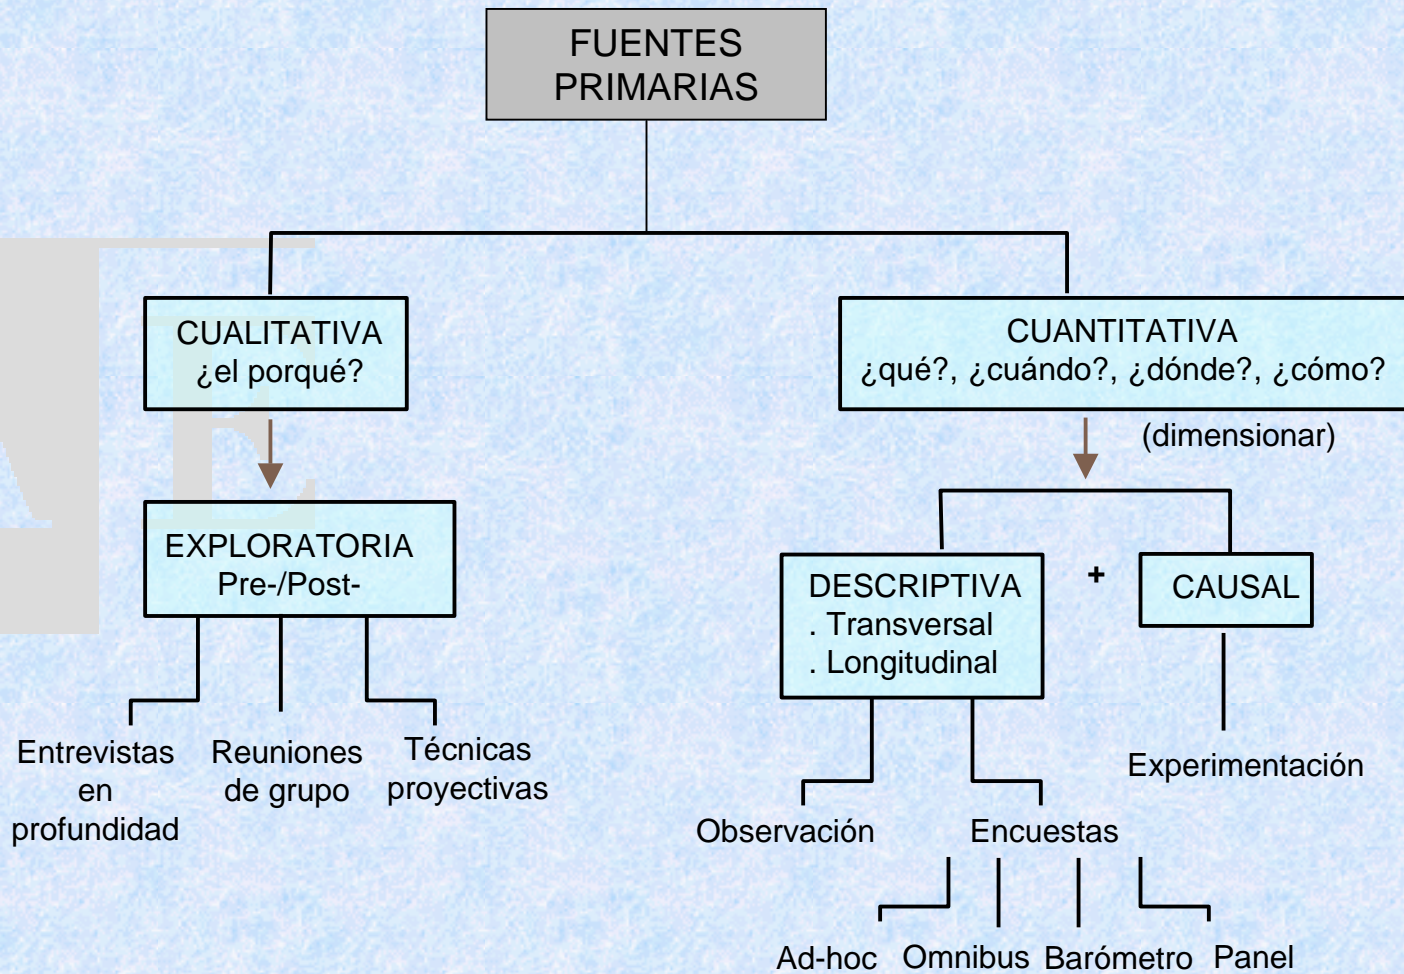 FUENTES
PRIMARIAS
CUALITATIVA
¿el porqué?
CUANTITATIVA
¿qué?, ¿cuándo?, ¿dónde?, ¿cómo?
(dimensionar)
EXPLORATORIA
Pre-/Post-
DESCRIPTIVA
. Transversal
. Longitudinal
+
CAUSAL
Entrevistas
en
profundidad
Reuniones
de grupo
Técnicas
proyectivas
Observación
Encuestas
Experimentación
Ad-hoc
Omnibus
Barómetro
Panel